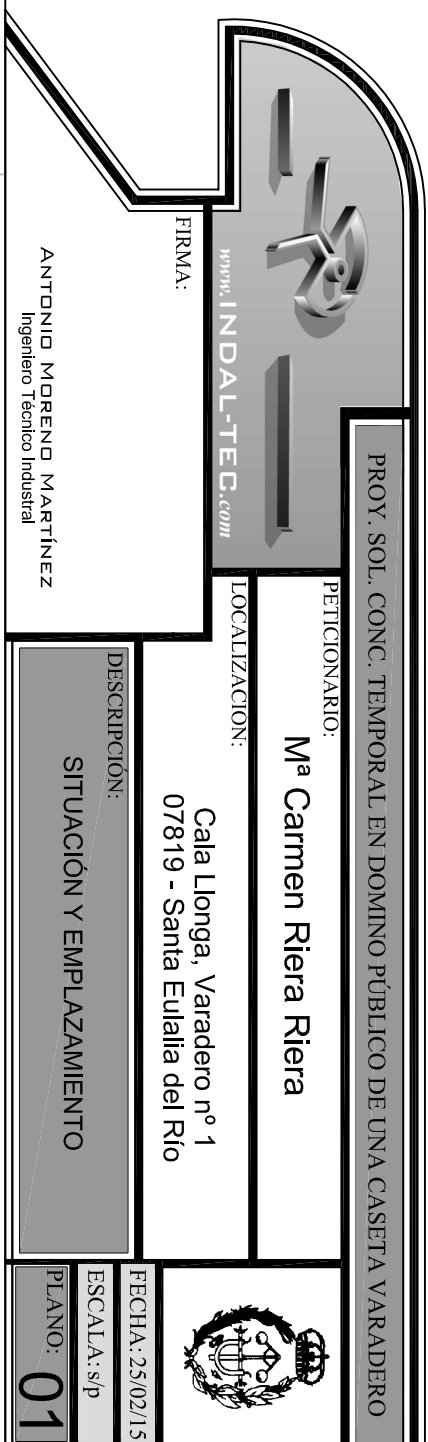 PROY. SOL. CONC. TEMPORAL EN DOMINO PÚBLICO DE UNA CASETA VARADERO
www.INDAL-TEC.com
PETICIONARIO:
Mª Carmen Riera Riera
LOCALIZACIÓN:
Cala Llonga, Varadero nº 1
07819 - Santa Eulalia del Río
FIRMA:
ANTONIO MORENO MARTÍNEZ
Ingeniero Técnico Industral
DESCRIPCIÓN:
SITUACIÓN Y EMPLAZAMIENTO
FECHA: 25/02/15
ESCALA: s/p
PLANO: 01